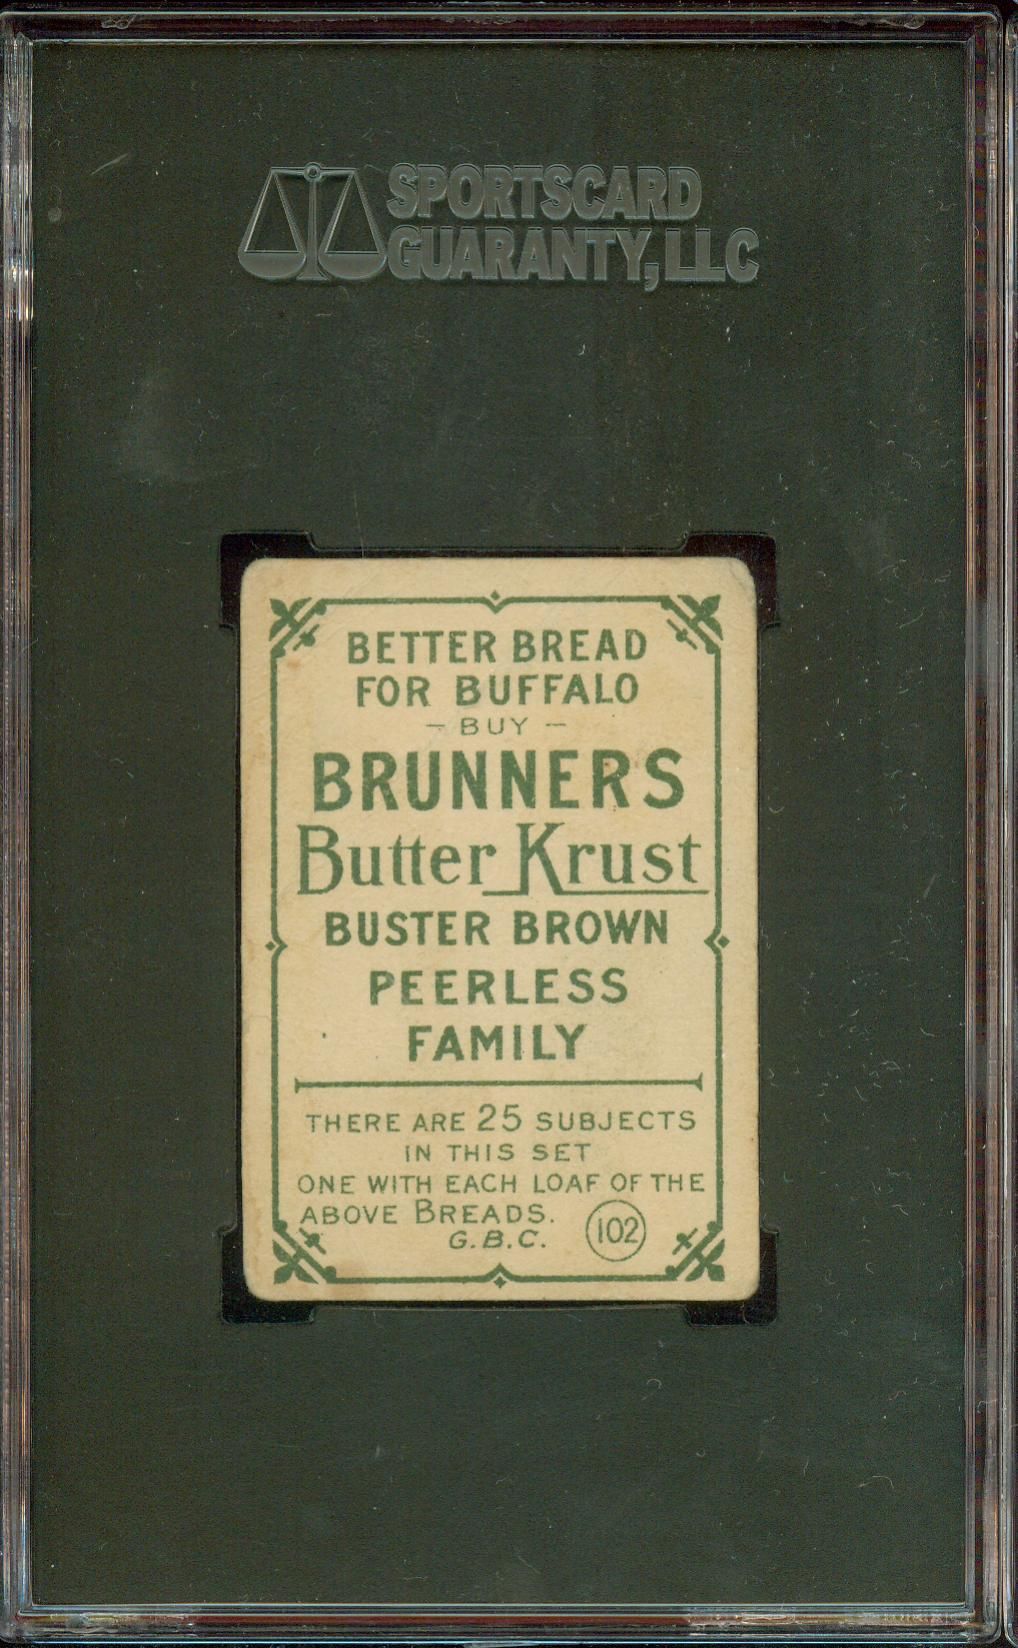 SPORTSCARD
GUARANTY, LLC
BETTER BREAD
FOR BUFFALO
- BUY -
BRUNNERS
Butter Krust
BUSTER BROWN
PEERLESS
FAMILY
THERE ARE 25 SUBJECTS
IN THIS SET
ONE WITH EACH LOAF OF THE
ABOVE BREADS.
G.B.C. 102